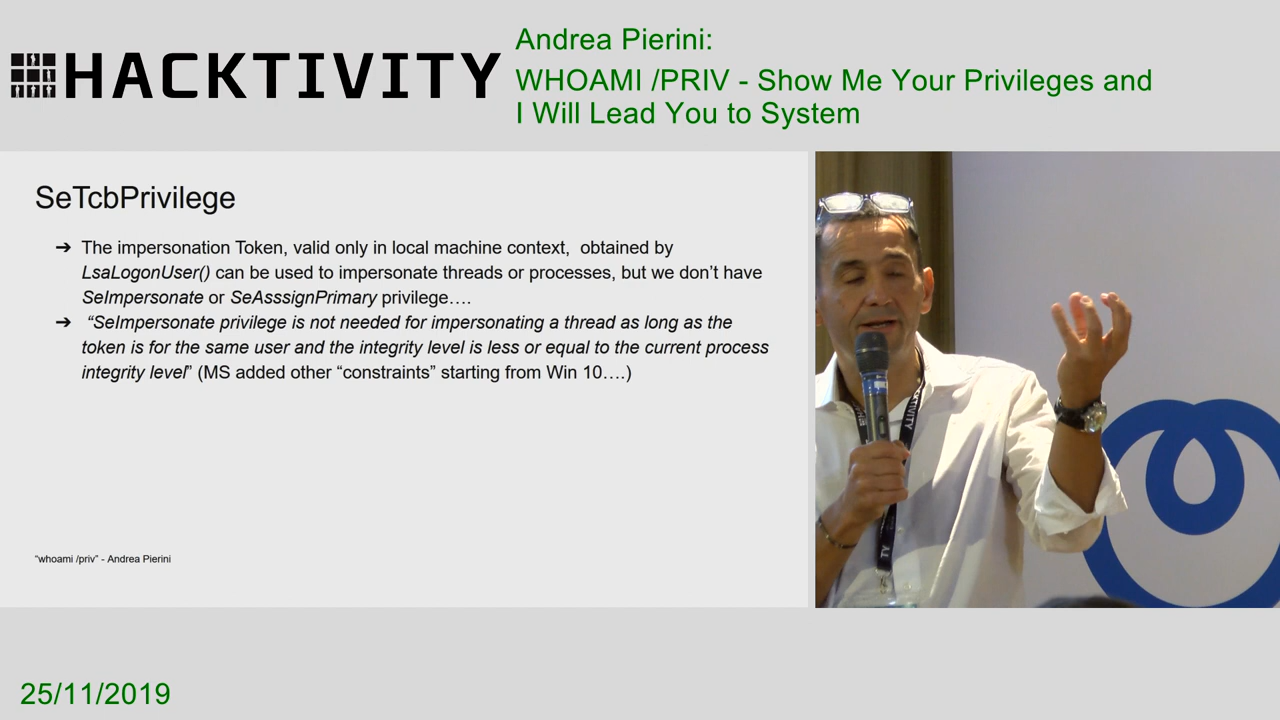 HACKTIVITY
Andrea Pierini:
WHOAMI /PRIV - Show Me Your Privileges and
I Will Lead You to System
SeTcbPrivilege
➔ The impersonation Token, valid only in local machine context, obtained by
LsaLogonUser() can be used to impersonate threads or processes, but we don’t have
SeImpersonate or SeAsssignPrimary privilege….
➔ “SeImpersonate privilege is not needed for impersonating a thread as long as the
token is for the same user and the integrity level is less or equal to the current process
integrity level” (MS added other “constraints” starting from Win 10….)
“whoami /priv” - Andrea Pierini
25/11/2019